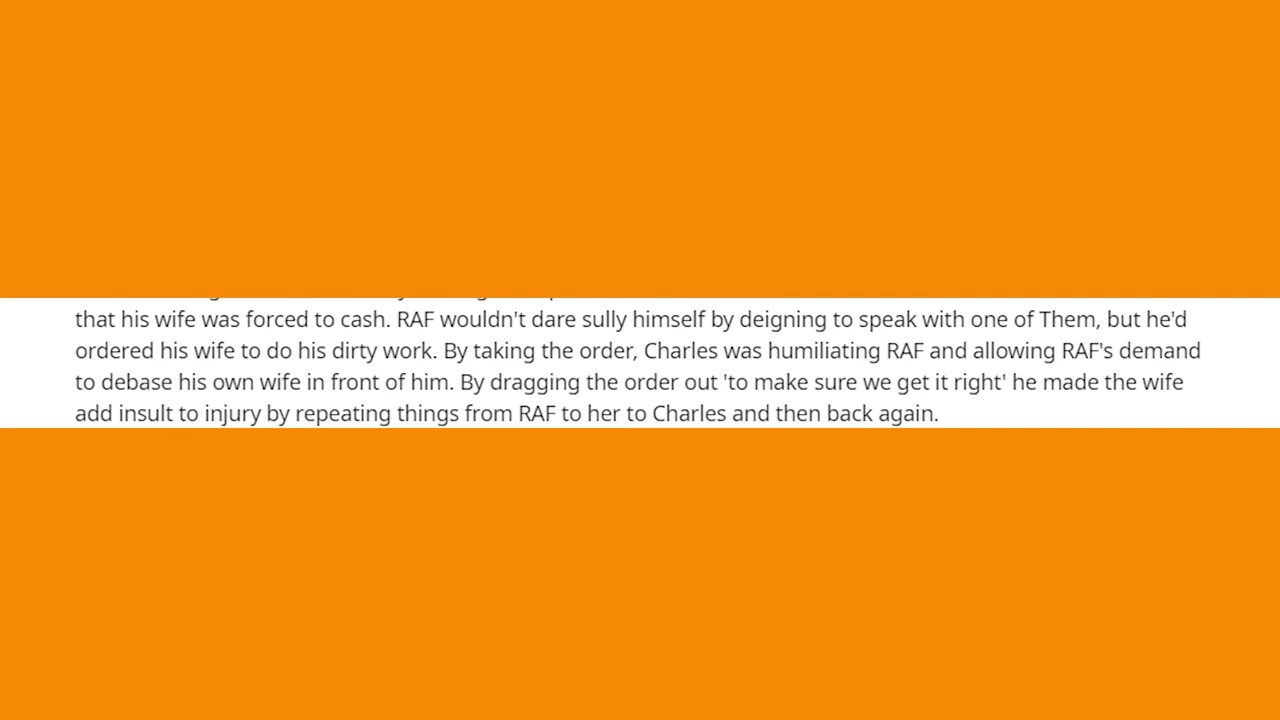 that his wife was forced to cash. RAF wouldn't dare sully himself by deigning to speak with one of Them, but he'd
ordered his wife to do his dirty work. By taking the order, Charles was humiliating RAF and allowing RAF's demand
to debase his own wife in front of him. By dragging the order out 'to make sure we get it right' he made the wife
add insult to injury by repeating things from RAF to her to Charles and then back again.